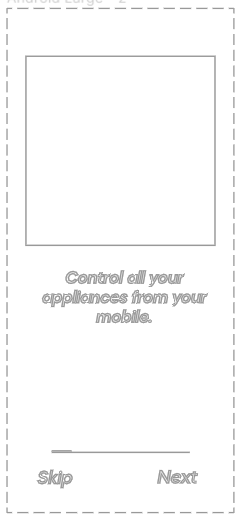 Android Large - 2
Control all your
appliances from your
mobile.
Skip
Next